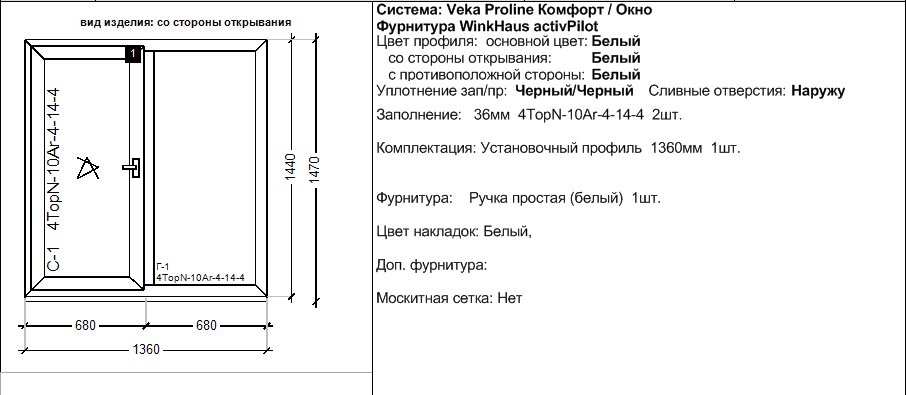 вид изделия: со стороны открывания
1
С-1 4TopN-10Ar-4-14-4
Г-1
4TopN-10Ar-4-14-4
1440
1470
680
680
1360
Система: Veka Proline Комфорт / Окно
Фурнитура WinkHaus activPilot
Цвет профиля: основной цвет: Белый
со стороны открывания: Белый
с противоположной стороны: Белый
Уплотнение зап/пр: Черный/Черный Сливные отверстия: Наружу
Заполнение: 36мм 4TopN-10Ar-4-14-4 2шт.
Комплектация: Установочный профиль 1360мм 1шт.
Фурнитура: Ручка простая (белый) 1шт.
Цвет накладок: Белый,
Доп. фурнитура:
Москитная сетка: Нет